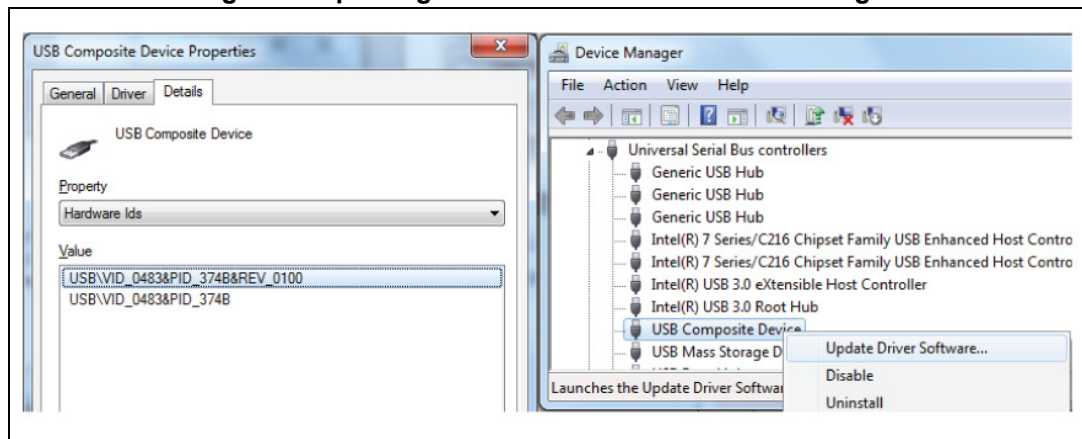 USB Composite Device Properties
General Driver Details
USB Composite Device
Property
Hardware Ids
Value
USB\VID_0483&PID_374B&REV_0100
USB\VID_0483&PID_374B
Device Manager
File Action View Help
Universal Serial Bus controllers
Generic USB Hub
Generic USB Hub
Generic USB Hub
Intel(R) 7 Series/C216 Chipset Family USB Enhanced Host Contro
Intel(R) 7 Series/C216 Chipset Family USB Enhanced Host Contro
Intel(R) USB 3.0 eXtensible Host Controller
Intel(R) USB 3.0 Root Hub
USB Composite Device
USB Mass Storage D
Launches the Update Driver Softwar
Update Driver Software...
Disable
Uninstall